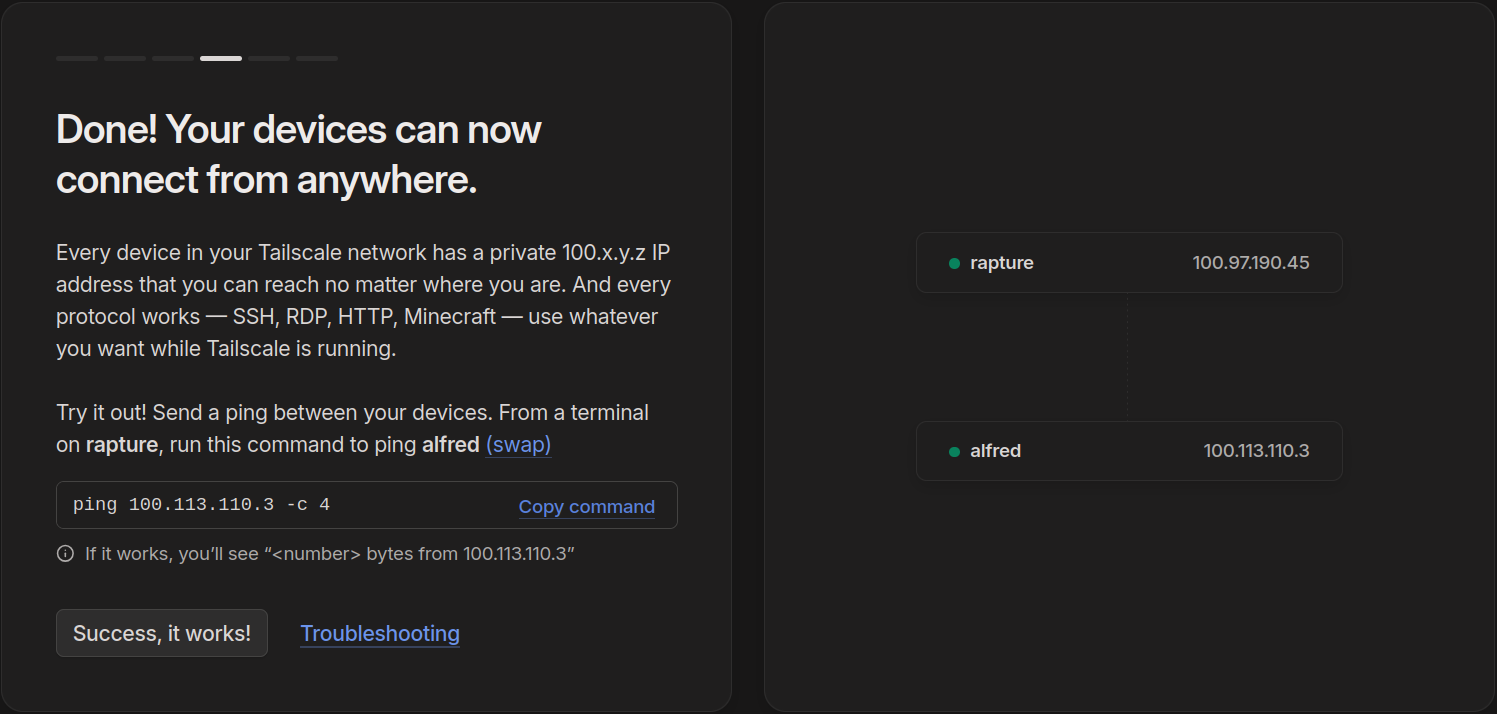 Done! Your devices can now
connect from anywhere.
Every device in your Tailscale network has a private 100.x.y.z IP
address that you can reach no matter where you are. And every
protocol works — SSH, RDP, HTTP, Minecraft — use whatever
you want while Tailscale is running.
Try it out! Send a ping between your devices. From a terminal
on rapture, run this command to ping alfred (swap)
ping 100.113.110.3 -c 4 Copy command
If it works, you’ll see “<number> bytes from 100.113.110.3”
Success, it works! Troubleshooting
rapture 100.97.190.45
alfred 100.113.110.3